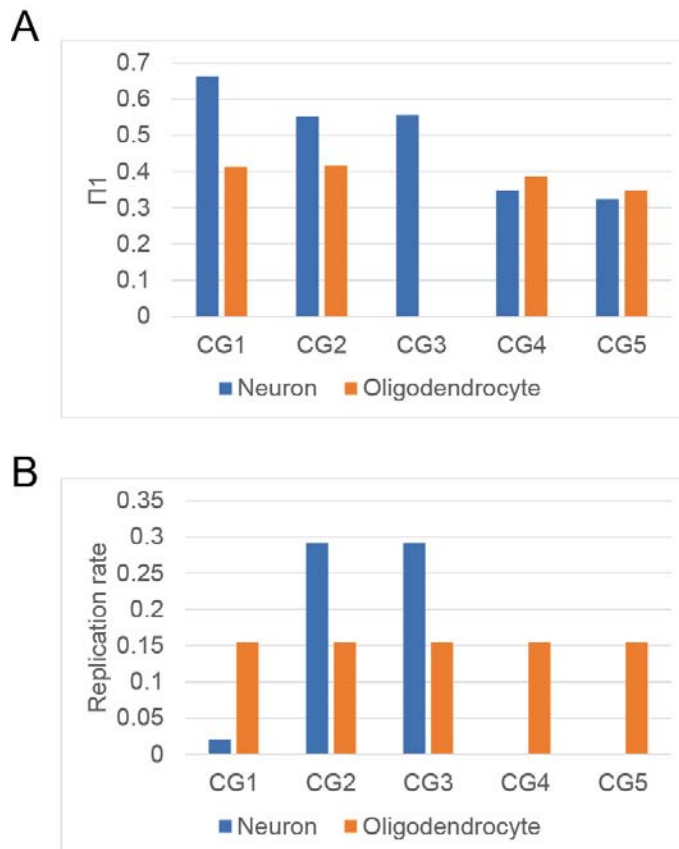 A
0.7
0.6
0.5
0.4
0.3
0.2
0.1
0
Π1
CG1 CG2 CG3 CG4 CG5
Neuron Oligodendrocyte
B
0.35
0.3
0.25
0.2
0.15
0.1
0.05
0
Replication rate
CG1 CG2 CG3 CG4 CG5
Neuron Oligodendrocyte